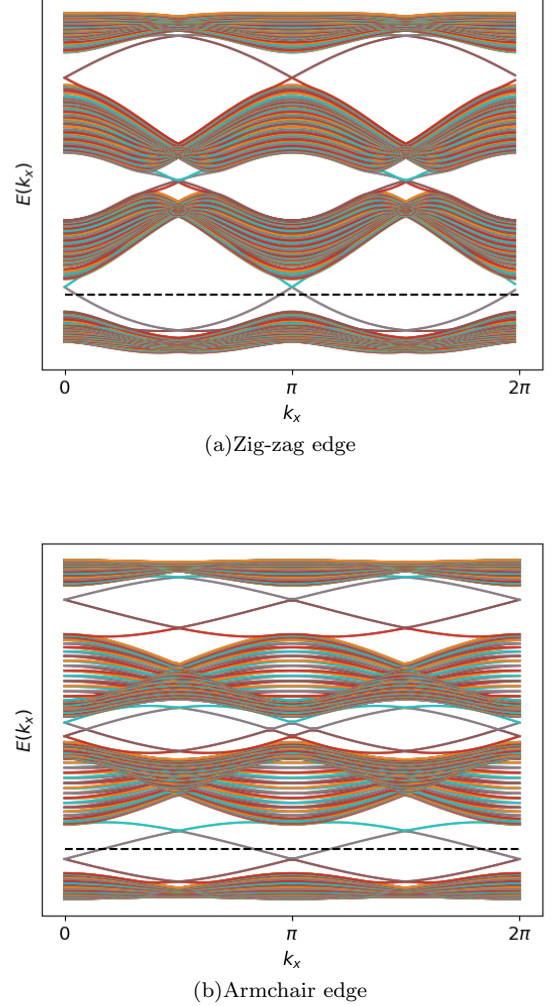 E(kₓ)
0 π 2π
kₓ
(a)Zig-zag edge
E(kₓ)
0 π 2π
kₓ
(b)Armchair edge